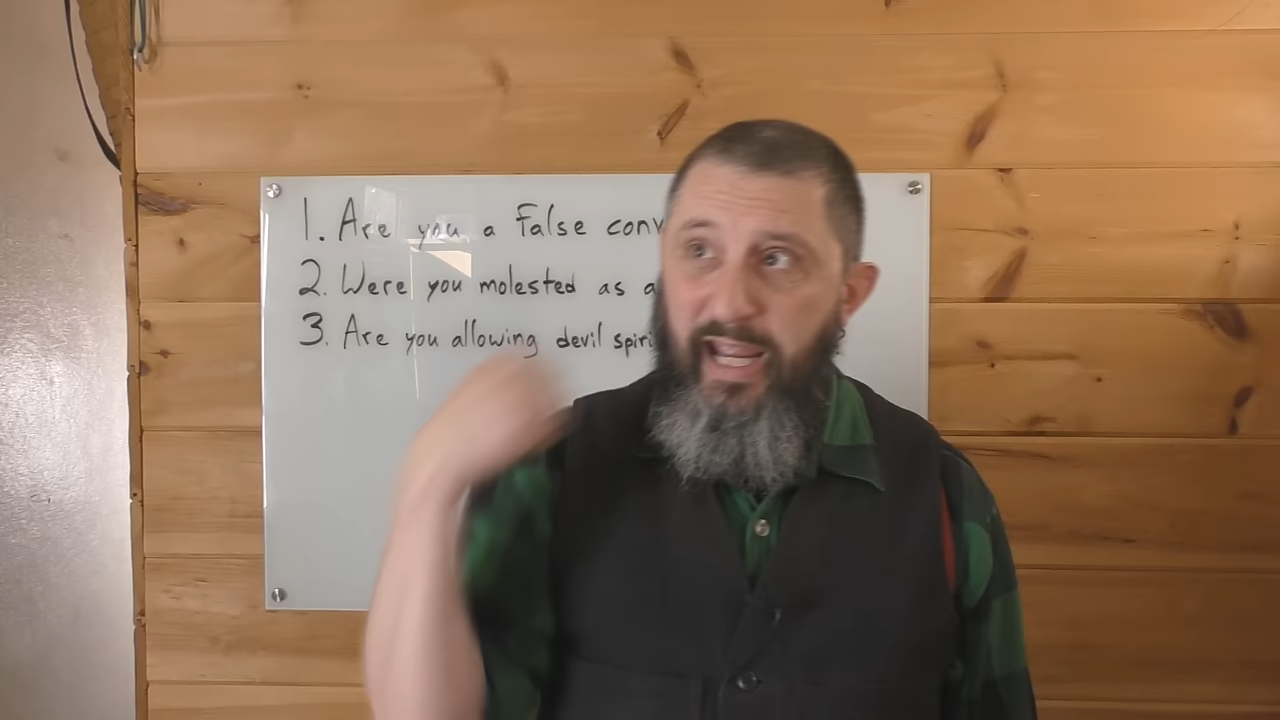 1. Are you a False conv
2. Were you molested as a
3. Are you allowing devil spiri ?